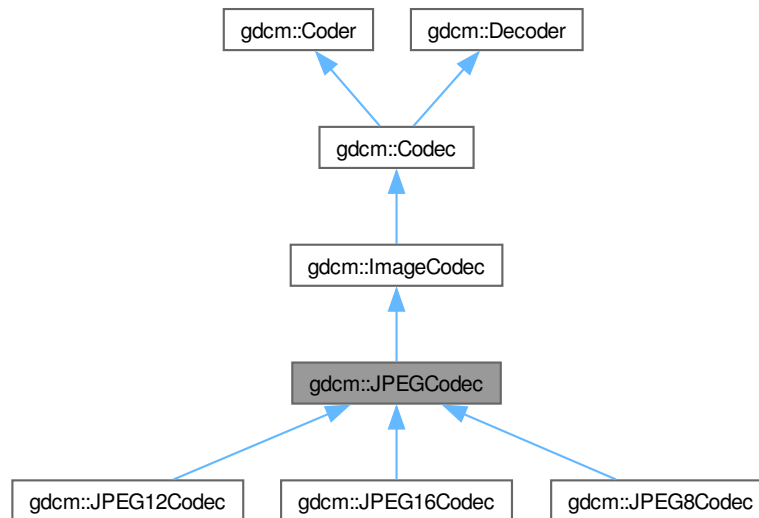 gdcm::Coder
gdcm::Decoder
gdcm::Codec
gdcm::ImageCodec
gdcm::JPEGCodec
gdcm::JPEG12Codec
gdcm::JPEG16Codec
gdcm::JPEG8Codec